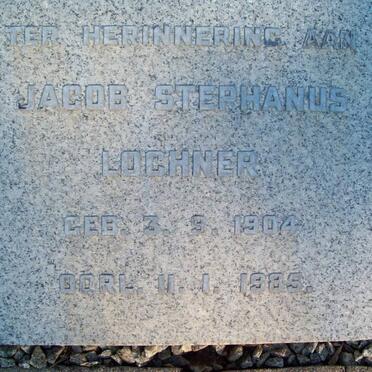 TER HERINNERING AAN
JACOB STEPHANUS
LOCHNER
GEB. 3. 9. 1904
OORL. 11. 1. 1985.